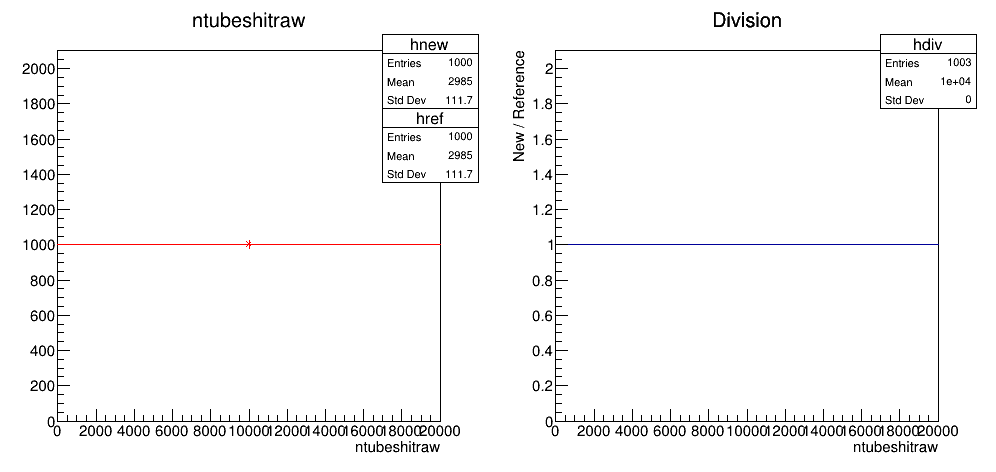 ntubeshitraw
hnew
Entries 1000
Mean 2985
Std Dev 111.7
href
Entries 1000
Mean 2985
Std Dev 111.7
2000
1800
1600
1400
1200
1000
800
600
400
200
0
0 2000 4000 6000 8000 10000 12000 14000 16000 18000 20000
ntubeshitraw
Division
hdiv
Entries 1003
Mean 1e+04
Std Dev 0
New / Reference
2
1.8
1.6
1.4
1.2
1
0.8
0.6
0.4
0.2
0
0 2000 4000 6000 8000 10000 12000 14000 16000 18000 20000
ntubeshitraw